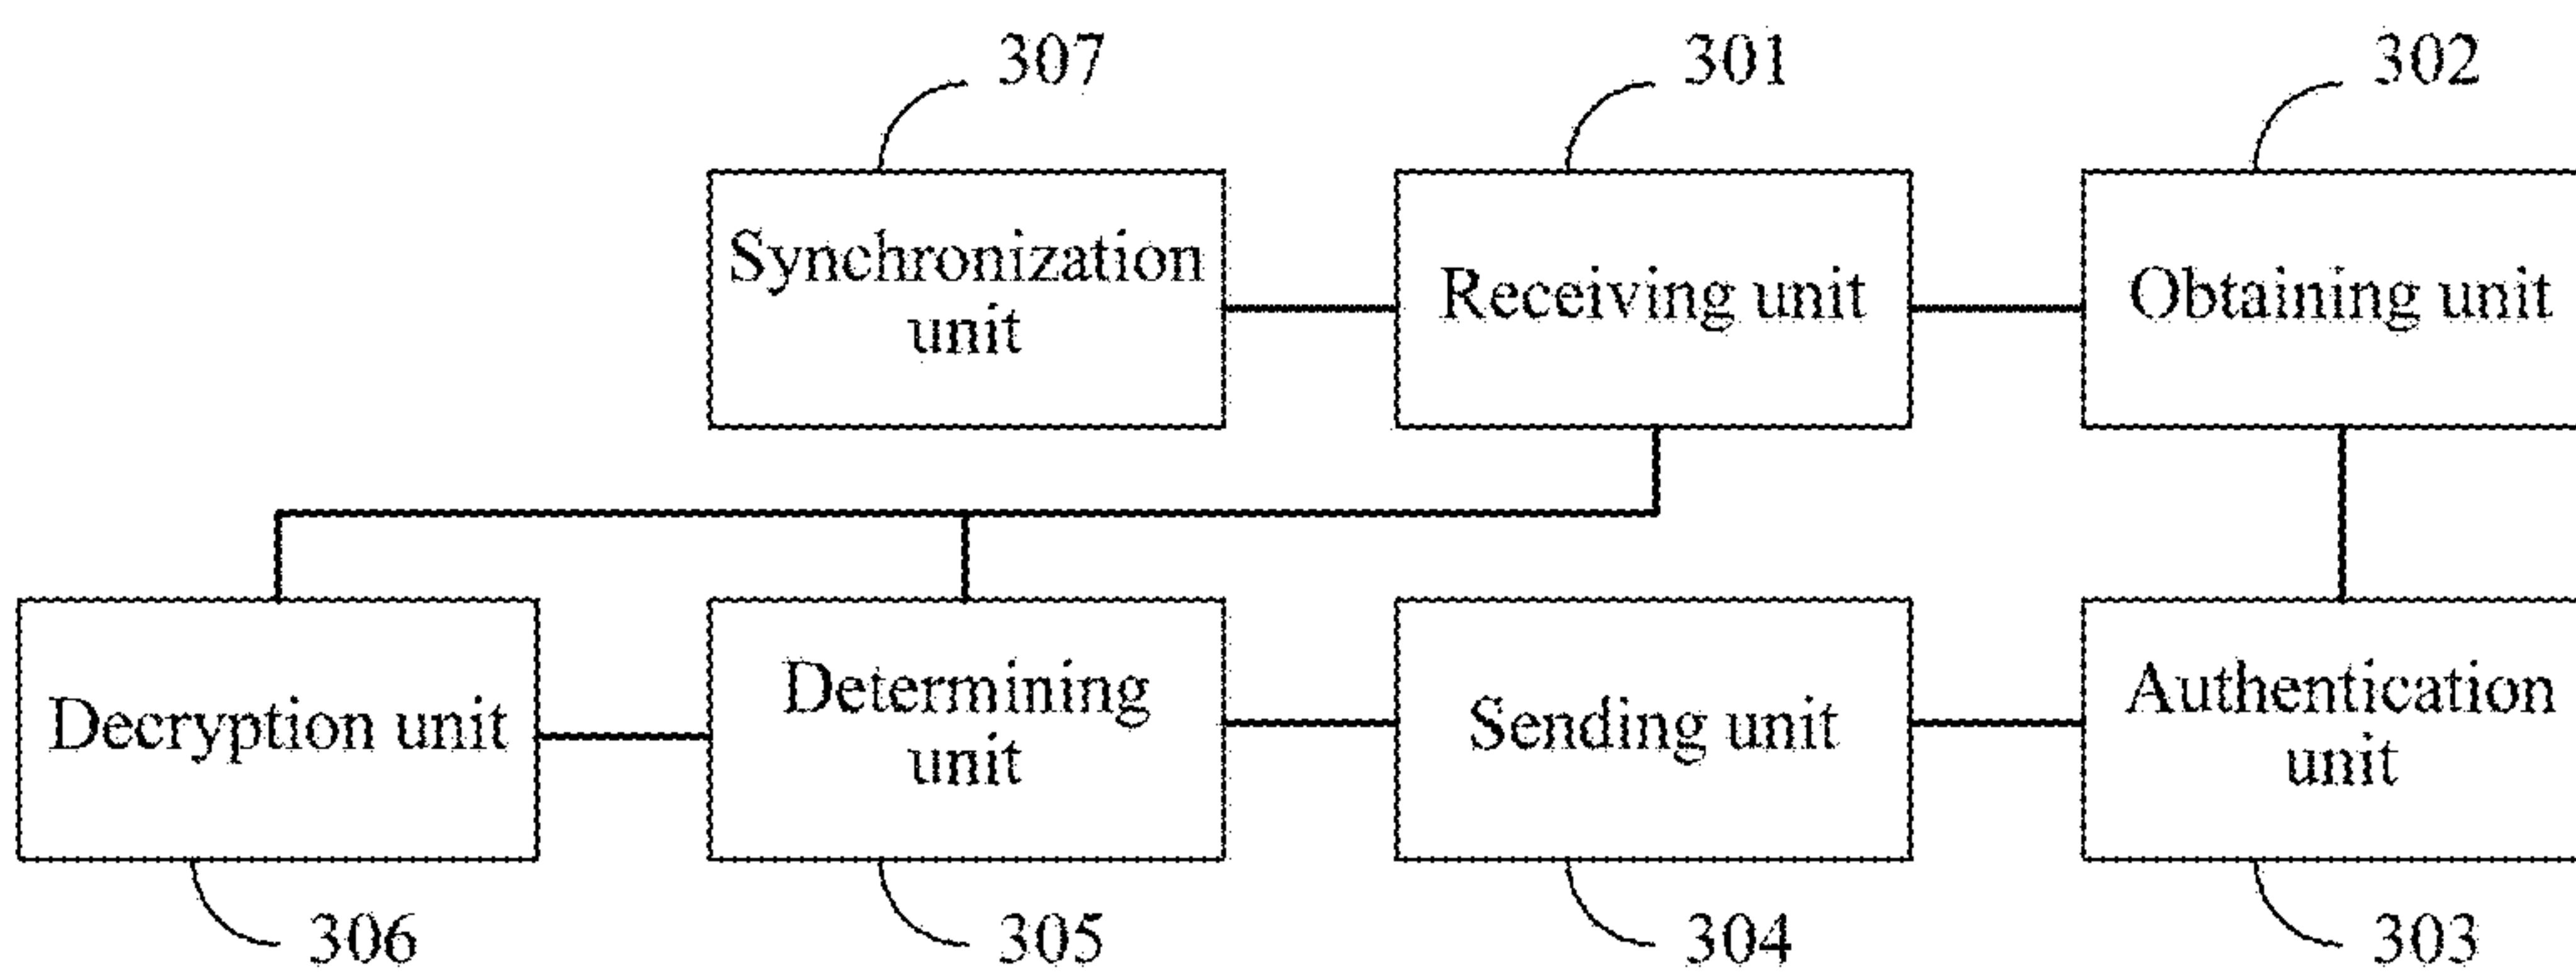 307
301
302
Synchronization
unit
Receiving unit
Obtaining unit
Decryption unit
Determining
unit
Sending unit
Authentication
unit
306
305
304
303